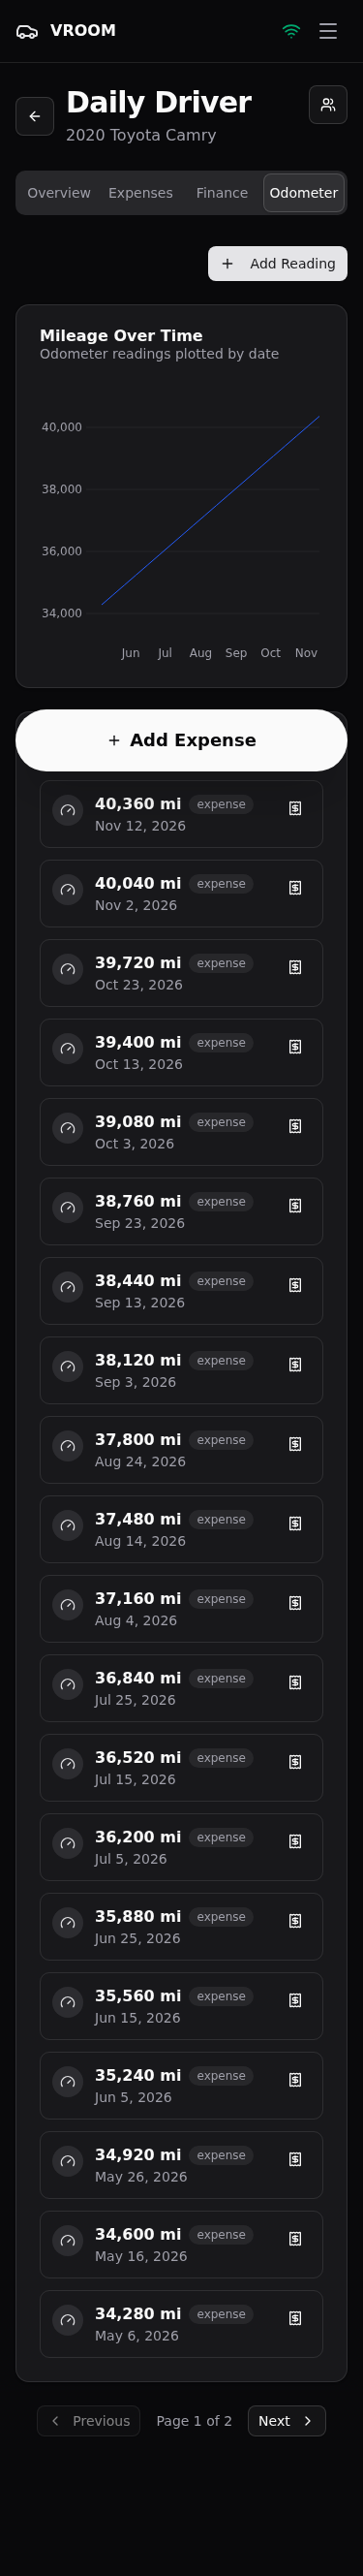 VROOM
Daily Driver
2020 Toyota Camry
Overview Expenses Finance Odometer
Add Reading
Mileage Over Time
Odometer readings plotted by date
40,000
38,000
36,000
34,000
Jun Jul Aug Sep Oct Nov
Add Expense
40,360 mi expense
Nov 12, 2026
40,040 mi expense
Nov 2, 2026
39,720 mi expense
Oct 23, 2026
39,400 mi expense
Oct 13, 2026
39,080 mi expense
Oct 3, 2026
38,760 mi expense
Sep 23, 2026
38,440 mi expense
Sep 13, 2026
38,120 mi expense
Sep 3, 2026
37,800 mi expense
Aug 24, 2026
37,480 mi expense
Aug 14, 2026
37,160 mi expense
Aug 4, 2026
36,840 mi expense
Jul 25, 2026
36,520 mi expense
Jul 15, 2026
36,200 mi expense
Jul 5, 2026
35,880 mi expense
Jun 25, 2026
35,560 mi expense
Jun 15, 2026
35,240 mi expense
Jun 5, 2026
34,920 mi expense
May 26, 2026
34,600 mi expense
May 16, 2026
34,280 mi expense
May 6, 2026
Previous Page 1 of 2 Next